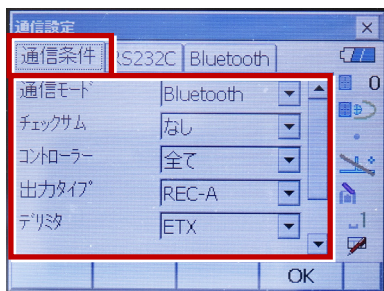 通信設定
通信条件 RS232C Bluetooth
通信モード Bluetooth
0
チェックサム なし
コントローラー 全て
出力タイプ REC-A
デリミタ ETX
1
OK